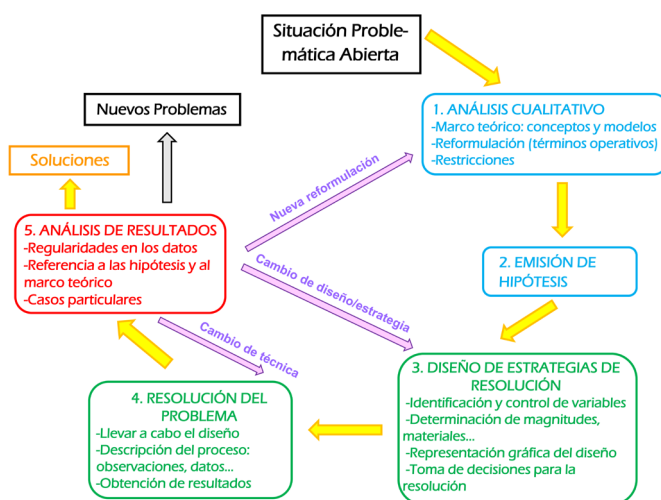 Situación Proble-
mática Abierta
1. ANÁLISIS CUALITATIVO
-Marco teórico: conceptos y modelos
-Reformulación (términos operativos)
-Restricciones
2. EMISIÓN DE
HIPÓTESIS
3. DISEÑO DE ESTRATEGIAS DE
RESOLUCIÓN
-Identificación y control de variables
-Determinación de magnitudes,
materiales...
-Representación gráfica del diseño
-Toma de decisiones para la
resolución
4. RESOLUCIÓN DEL
PROBLEMA
-Llevar a cabo el diseño
-Descripción del proceso:
observaciones, datos...
-Obtención de resultados
5. ANÁLISIS DE RESULTADOS
-Regularidades en los datos
-Referencia a las hipótesis y al
marco teórico
-Casos particulares
Soluciones
Nuevos Problemas
Nueva reformulación
Cambio de diseño/estrategia
Cambio de técnica